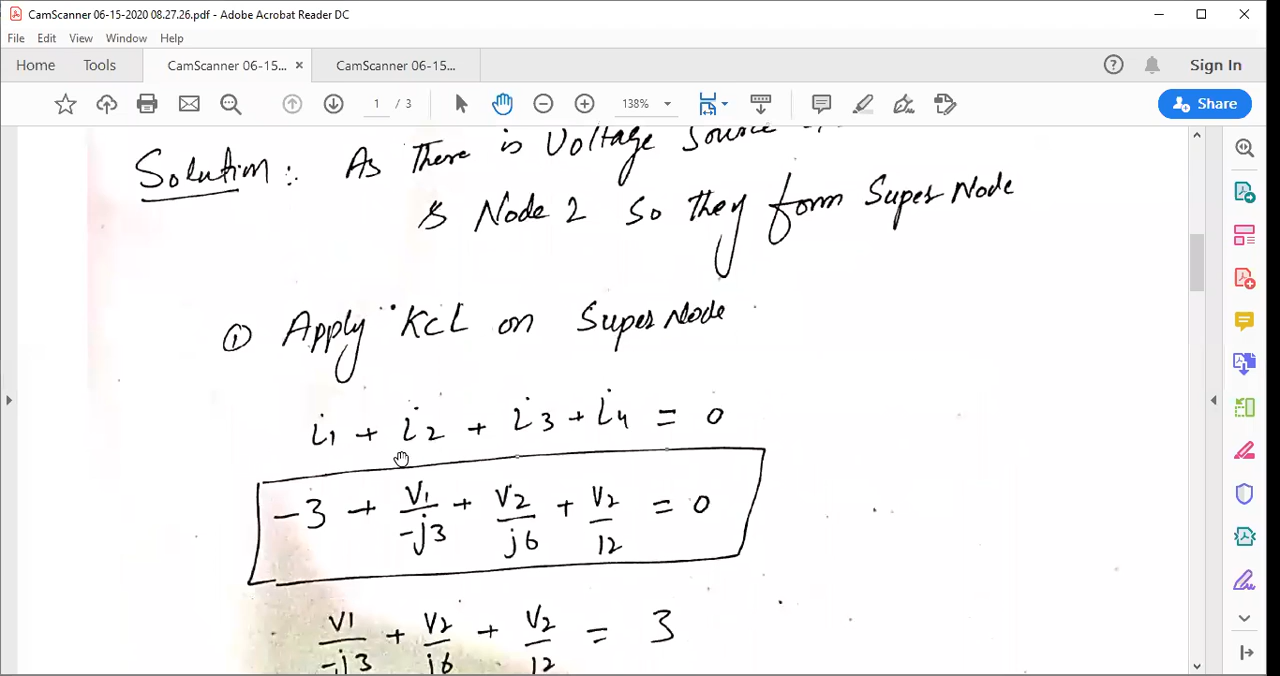 CamScanner 06-15-2020 08.27.26.pdf - Adobe Acrobat Reader DC
File Edit View Window Help
Home Tools CamScanner 06-15... × CamScanner 06-15... ? Sign In
1 / 3 138% Share
Solution: As There is Voltage Source
& Node 2 So they form Super Node
① Apply KCL on SuperNode
i₁ + i₂ + i₃ + i₄ = 0
-3 + V₁/-j3 + V₂/j6 + V₂/12 = 0
V₁/-j3 + V₂/j6 + V₂/12 = 3